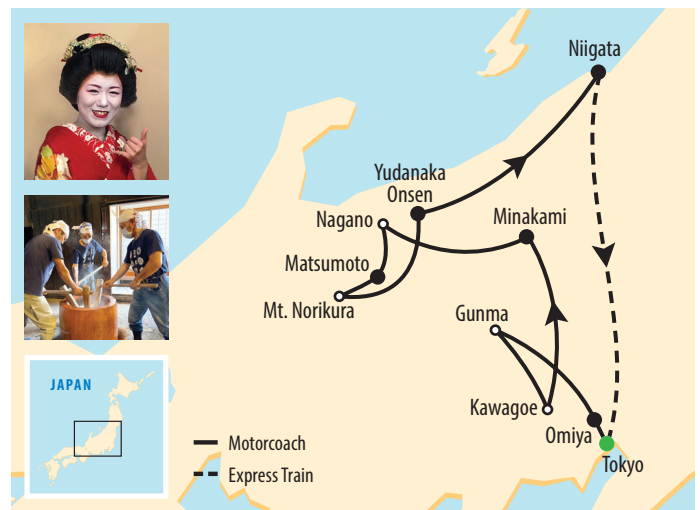 Niigata
Yudanaka
Onsen
Nagano
Minakami
Matsumoto
Mt. Norikura
Gunma
Kawagoe
Omiya
Tokyo
JAPAN
Motorcoach
Express Train